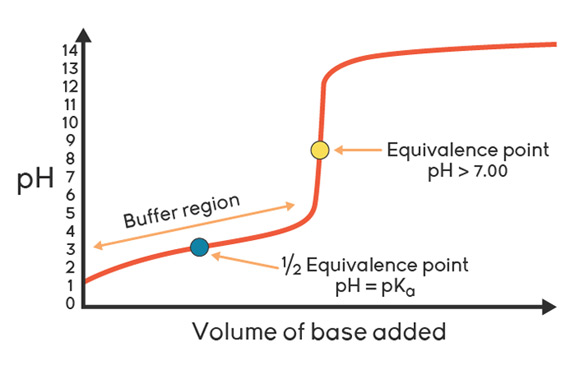 14
13
12
11
10
9
8
7
6
5
4
3
2
1
0
pH
Buffer region
Equivalence point
pH > 7.00
½ Equivalence point
pH = pKa
Volume of base added